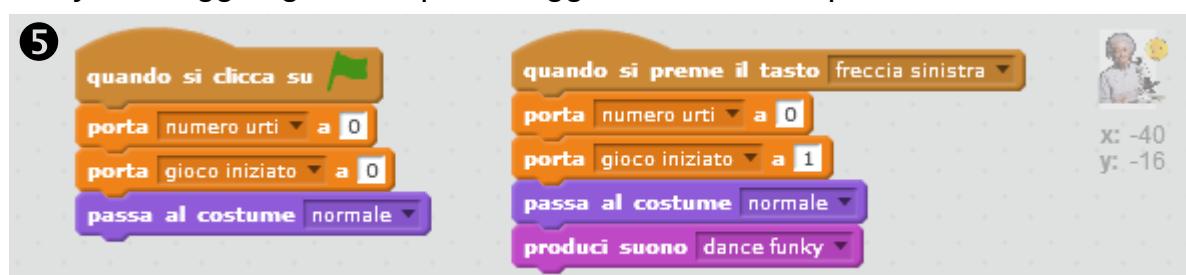 5
quando si clicca su
porta numero urti a 0
porta gioco iniziato a 0
passa al costume normale
quando si preme il tasto freccia sinistra
porta numero urti a 0
porta gioco iniziato a 1
passa al costume normale
produci suono dance funky
x: -40
y: -16